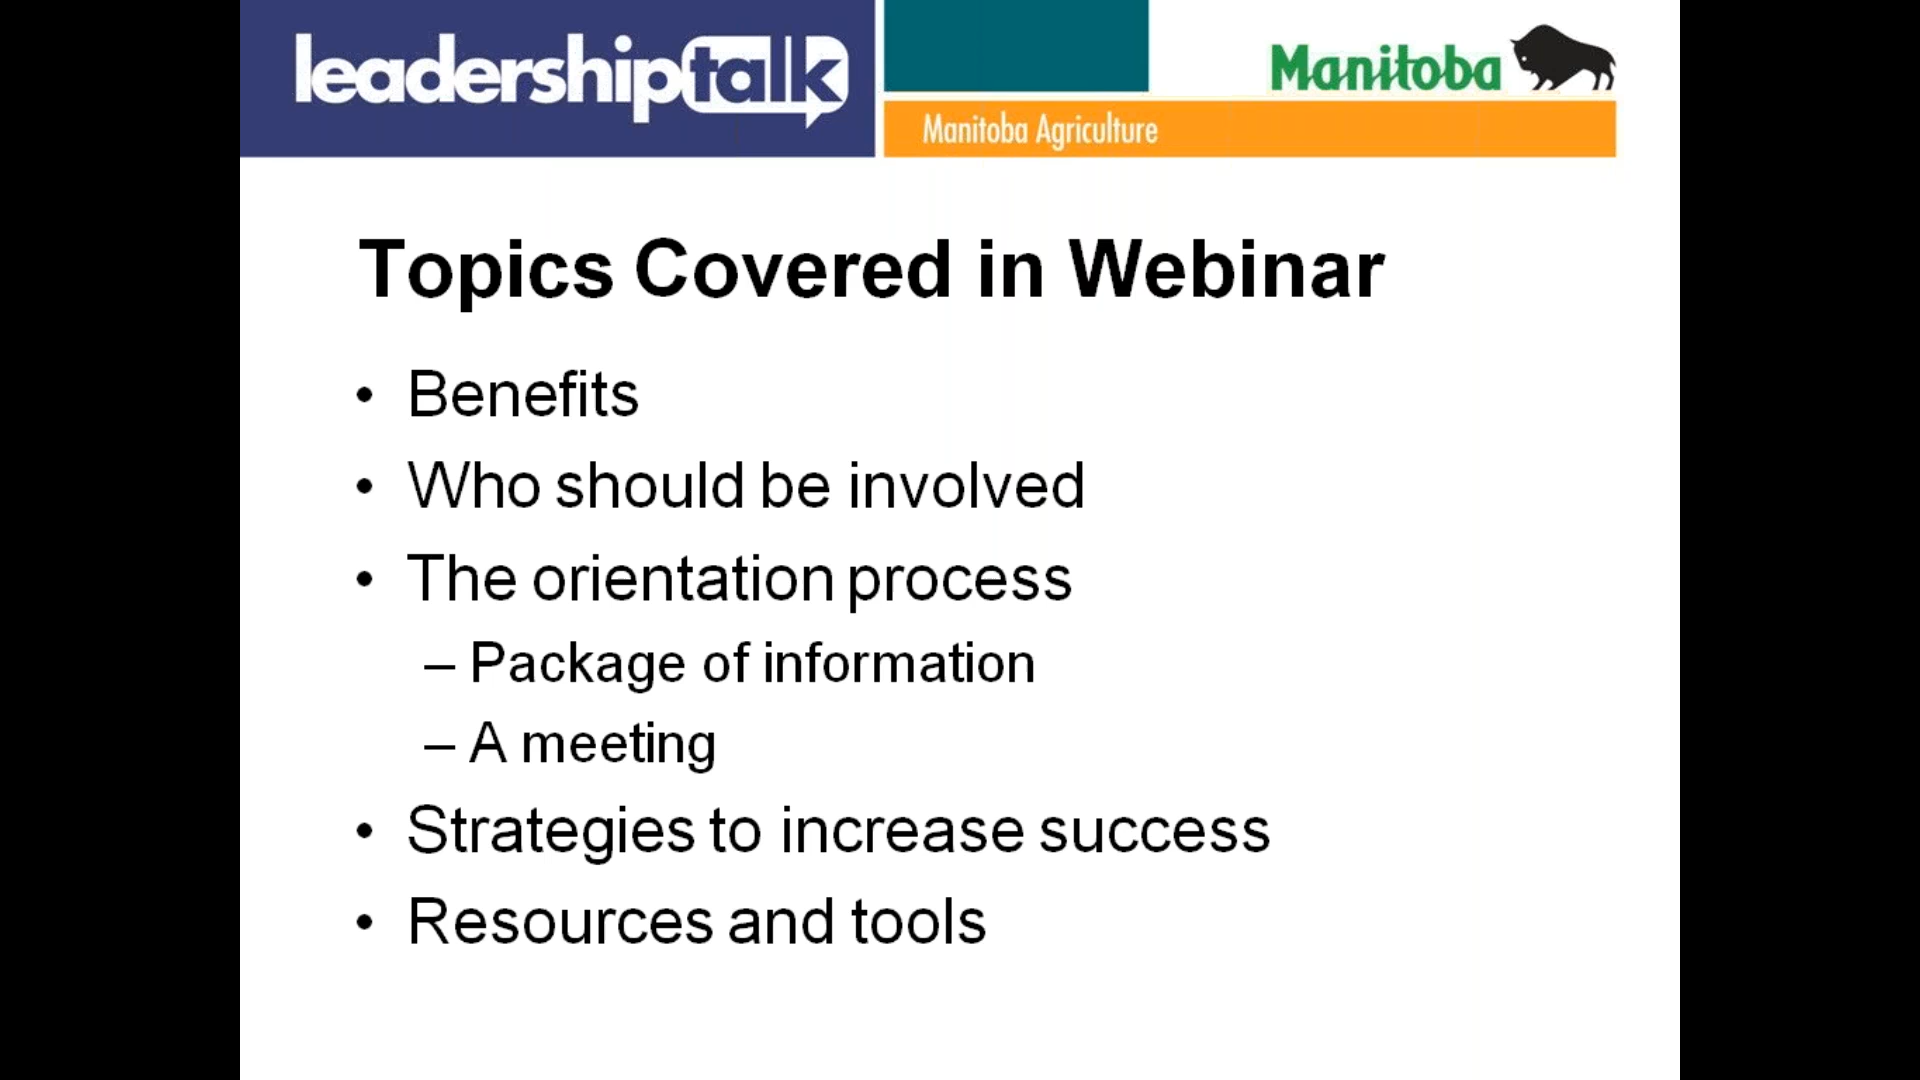 leadershiptalk
Manitoba
Manitoba Agriculture
Topics Covered in Webinar
• Benefits
• Who should be involved
• The orientation process
– Package of information
– A meeting
• Strategies to increase success
• Resources and tools